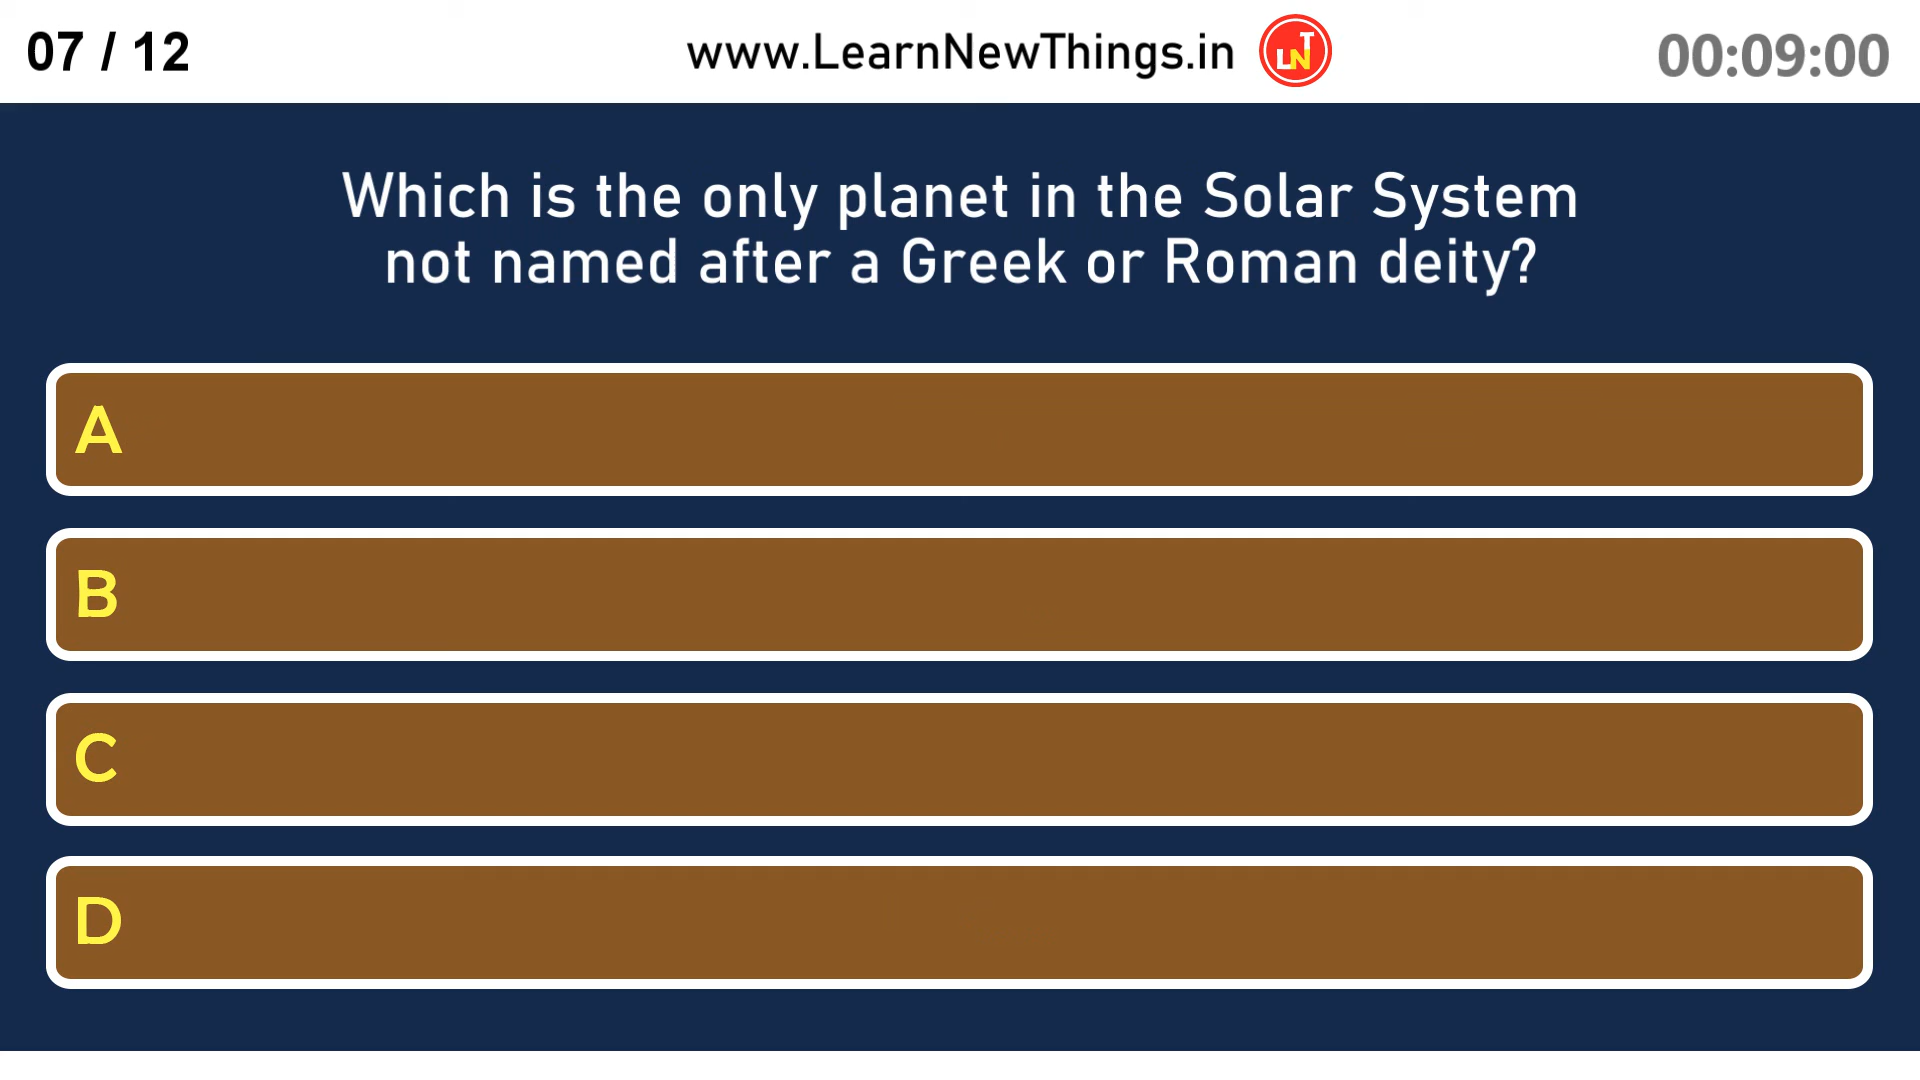 07 / 12
www.LearnNewThings.in
LNT
00:09:00
Which is the only planet in the Solar System
not named after a Greek or Roman deity?
A
B
C
D